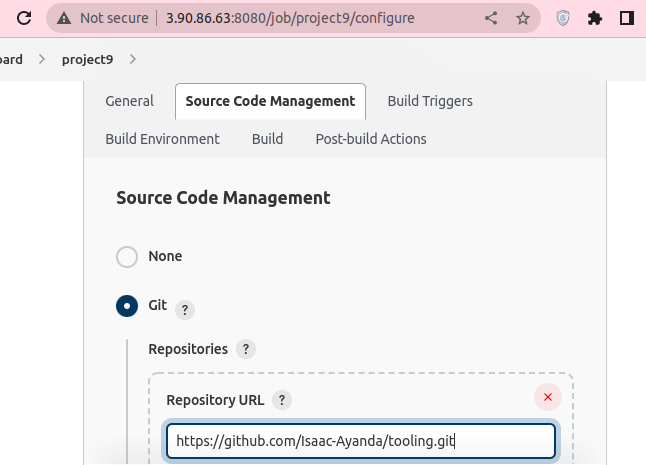 Not secure | 3.90.86.63:8080/job/project9/configure
ard > project9 >
General Source Code Management Build Triggers
Build Environment Build Post-build Actions
Source Code Management
None
Git ?
Repositories ?
Repository URL ?
https://github.com/Isaac-Ayanda/tooling.git